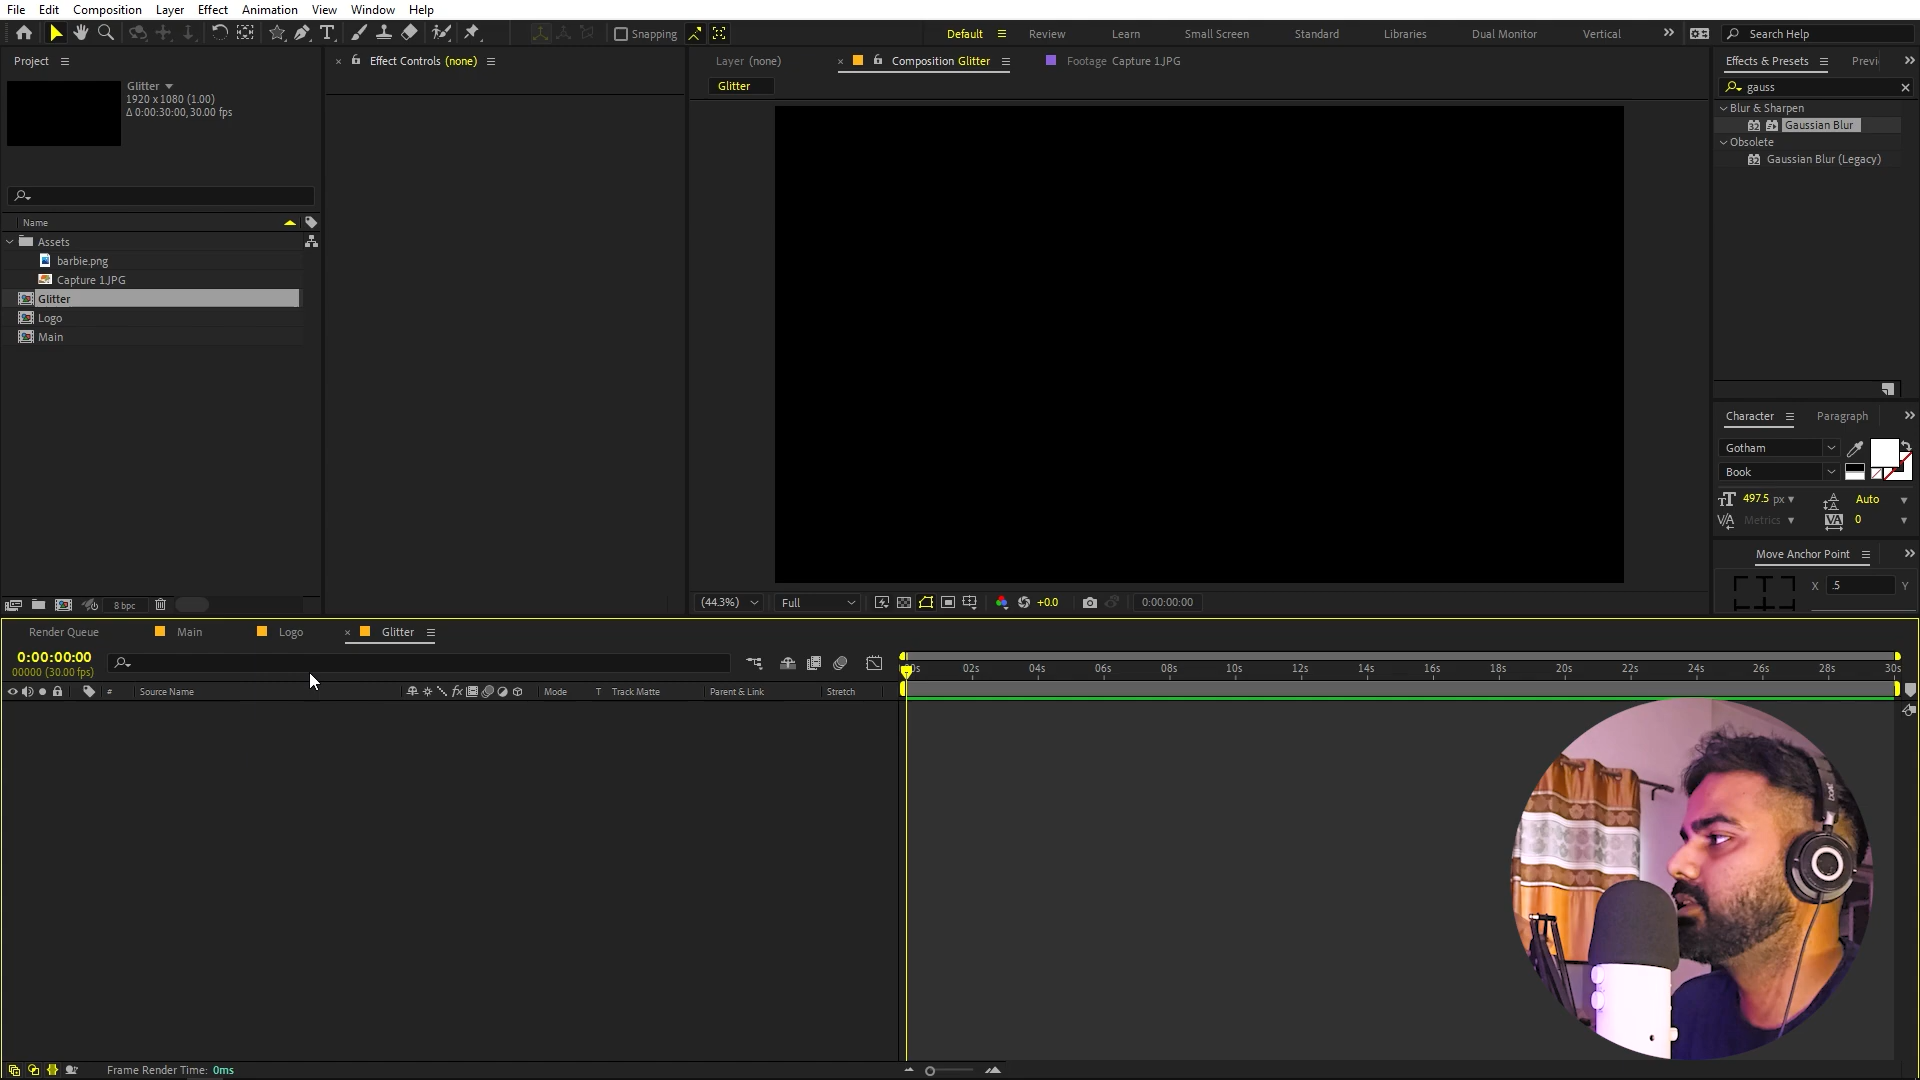 File Edit Composition Layer Effect Animation View Window Help
Snapping
Default Review Learn Small Screen Standard Libraries Dual Monitor Vertical Search Help
Project
Effect Controls (none)
Layer (none)
Composition Glitter
Footage Capture 1.JPG
Effects & Presets
Previ
Glitter
1920 x 1080 (1.00)
Δ 0:00:30:00, 30.00 fps
Glitter
gauss
Blur & Sharpen
32 Gaussian Blur
Obsolete
32 Gaussian Blur (Legacy)
Name
Assets
barbie.png
Capture 1.JPG
Glitter
Logo
Main
Character Paragraph
Gotham
Book
497.5 px Auto
Metrics 0
Move Anchor Point
X .5 Y
8 bpc
(44.3%) Full +0.0 0:00:00:00
Render Queue Main Logo Glitter
0:00:00:00
00000 (30.00 fps)
02s 04s 06s 08s 10s 12s 14s 16s 18s 20s 22s 24s 26s 28s 30s
# Source Name fx Mode T Track Matte Parent & Link Stretch
Frame Render Time: 0ms